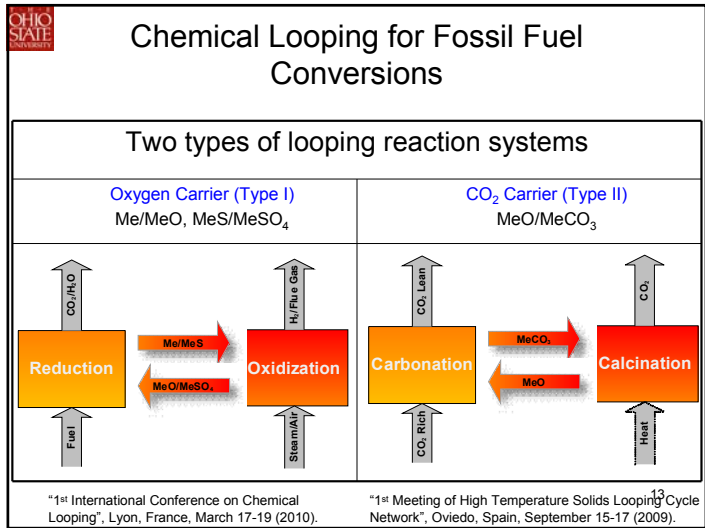 THE
OHIO
STATE
UNIVERSITY
Chemical Looping for Fossil Fuel
Conversions
Two types of looping reaction systems
Oxygen Carrier (Type I)
Me/MeO, MeS/MeSO₄
CO₂/H₂O
H₂/Flue Gas
Reduction
Me/MeS
MeO/MeSO₄
Oxidization
Fuel
Steam/Air
CO₂ Carrier (Type II)
MeO/MeCO₃
CO₂ Lean
CO₂
Carbonation
MeCO₃
MeO
Calcination
CO₂ Rich
Heat
"1st International Conference on Chemical
Looping", Lyon, France, March 17-19 (2010).
"1st Meeting of High Temperature Solids Looping Cycle
Network", Oviedo, Spain, September 15-17 (2009).
13